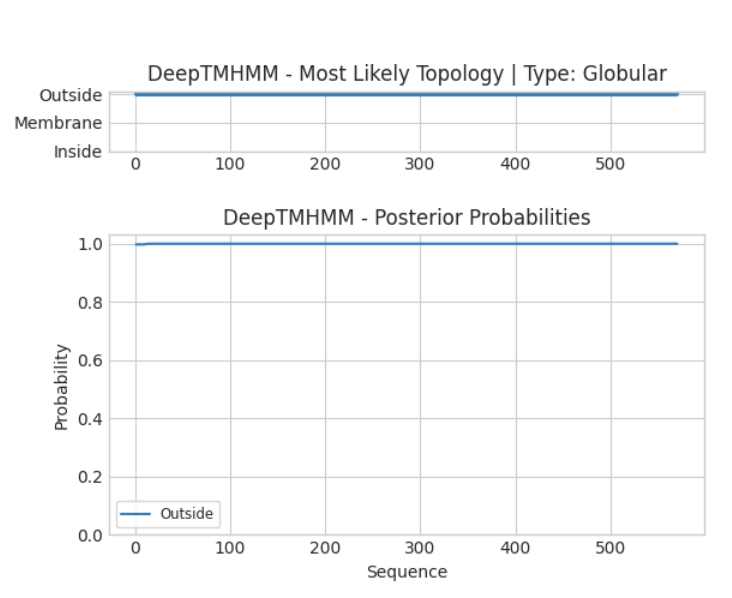 DeepTMHMM - Most Likely Topology | Type: Globular
Outside
Membrane
Inside
0 100 200 300 400 500
DeepTMHMM - Posterior Probabilities
1.0
0.8
0.6
0.4
0.2
0.0
Probability
Outside
0 100 200 300 400 500
Sequence